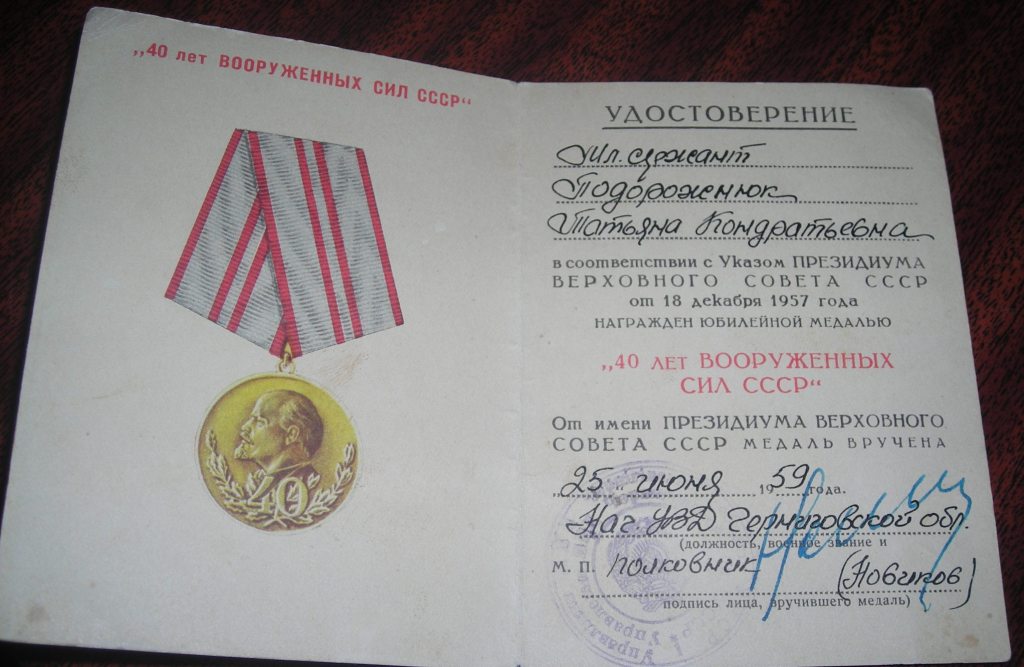 „40 лет ВООРУЖЕННЫХ СИЛ СССР“
40
УДОСТОВЕРЕНИЕ
Мл. сержант
Подороженюк
Татьяна Кондратьевна
в соответствии с Указом ПРЕЗИДИУМА
ВЕРХОВНОГО СОВЕТА СССР
от 18 декабря 1957 года
НАГРАЖДЕН ЮБИЛЕЙНОЙ МЕДАЛЬЮ
„40 ЛЕТ ВООРУЖЕННЫХ
СИЛ СССР“
От имени ПРЕЗИДИУМА ВЕРХОВНОГО
СОВЕТА СССР МЕДАЛЬ ВРУЧЕНА
„25 „ июня 1959 года.
Нач. УВД Черниговской обл.
(должность, военное звание и
М. П. полковник (Новиков)
подпись лица, вручившего медаль)